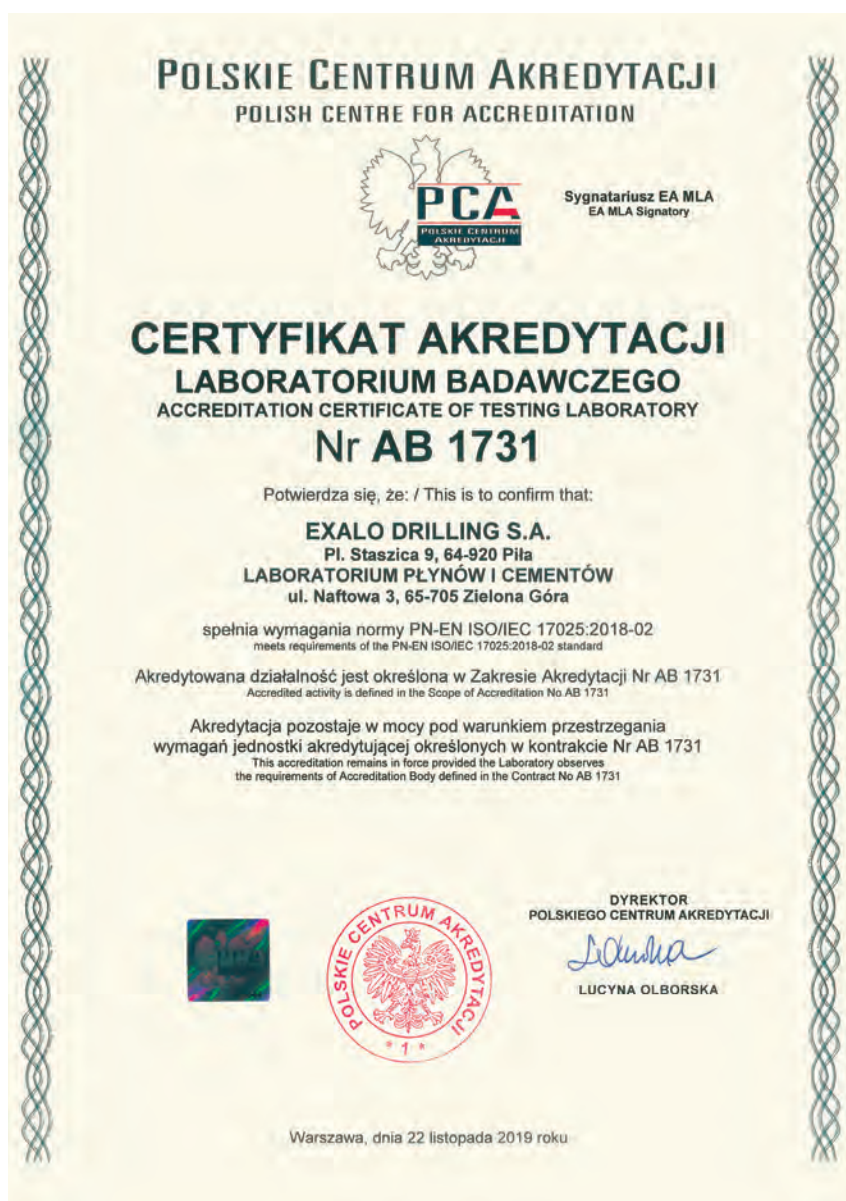 POLSKIE CENTRUM AKREDYTACJI
POLISH CENTRE FOR ACCREDITATION
PCA
POLSKIE CENTRUM
AKREDYTACJI
Sygnatariusz EA MLA
EA MLA Signatory
CERTYFIKAT AKREDYTACJI
LABORATORIUM BADAWCZEGO
ACCREDITATION CERTIFICATE OF TESTING LABORATORY
Nr AB 1731
Potwierdza się, że: / This is to confirm that:
EXALO DRILLING S.A.
Pl. Staszica 9, 64-920 Piła
LABORATORIUM PŁYNÓW I CEMENTÓW
ul. Naftowa 3, 65-705 Zielona Góra
spełnia wymagania normy PN-EN ISO/IEC 17025:2018-02
meets requirements of the PN-EN ISO/IEC 17025:2018-02 standard
Akredytowana działalność jest określona w Zakresie Akredytacji Nr AB 1731
Accredited activity is defined in the Scope of Accreditation No AB 1731
Akredytacja pozostaje w mocy pod warunkiem przestrzegania
wymagań jednostki akredytującej określonych w kontrakcie Nr AB 1731
This accreditation remains in force provided the Laboratory observes
the requirements of Accreditation Body defined in the Contract No AB 1731
PCA
POLSKIE CENTRUM AKREDYTACJI
* 1 *
DYREKTOR
POLSKIEGO CENTRUM AKREDYTACJI
LUCYNA OLBORSKA
Warszawa, dnia 22 listopada 2019 roku